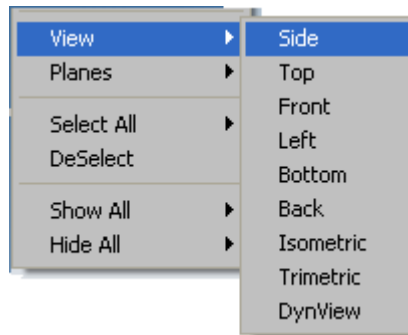 View
Planes
Select All
DeSelect
Show All
Hide All
Side
Top
Front
Left
Bottom
Back
Isometric
Trimetric
DynView